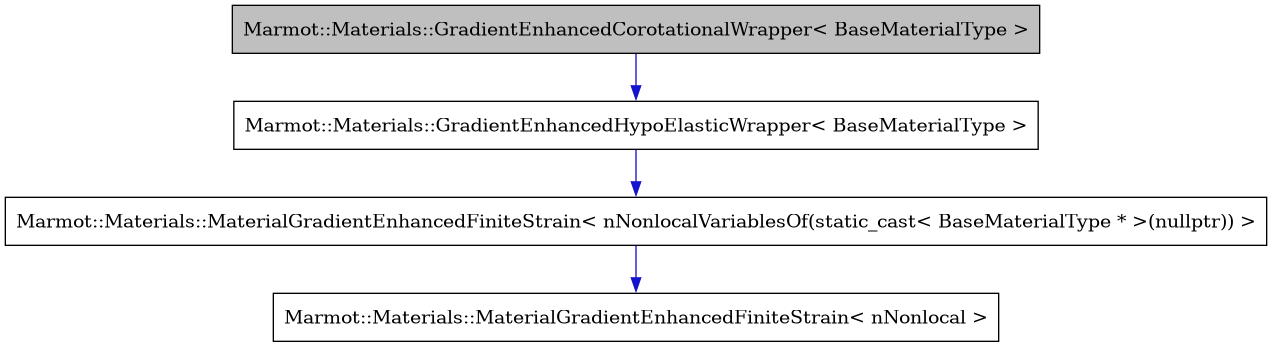 Marmot::Materials::GradientEnhancedCorotationalWrapper< BaseMaterialType >
Marmot::Materials::GradientEnhancedHypoElasticWrapper< BaseMaterialType >
Marmot::Materials::MaterialGradientEnhancedFiniteStrain< nNonlocalVariablesOf(static_cast< BaseMaterialType * >(nullptr)) >
Marmot::Materials::MaterialGradientEnhancedFiniteStrain< nNonlocal >